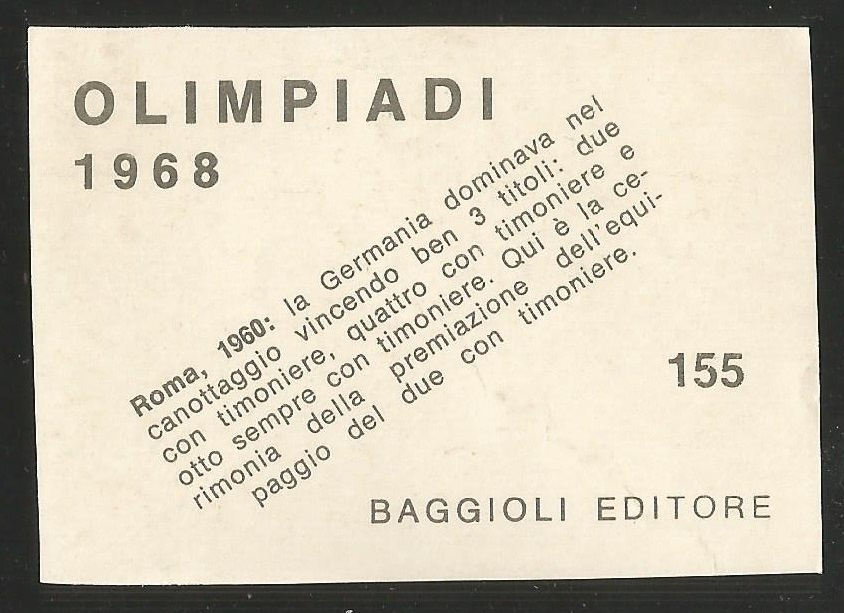 OLIMPIADI
1968
Roma, 1960: la Germania dominava nel
canottaggio vincendo ben 3 titoli: due
con timoniere, quattro con timoniere e
otto sempre con timoniere. Qui è la ce-
rimonia della premiazione dell'equi-
paggio del due con timoniere.
155
BAGGIOLI EDITORE